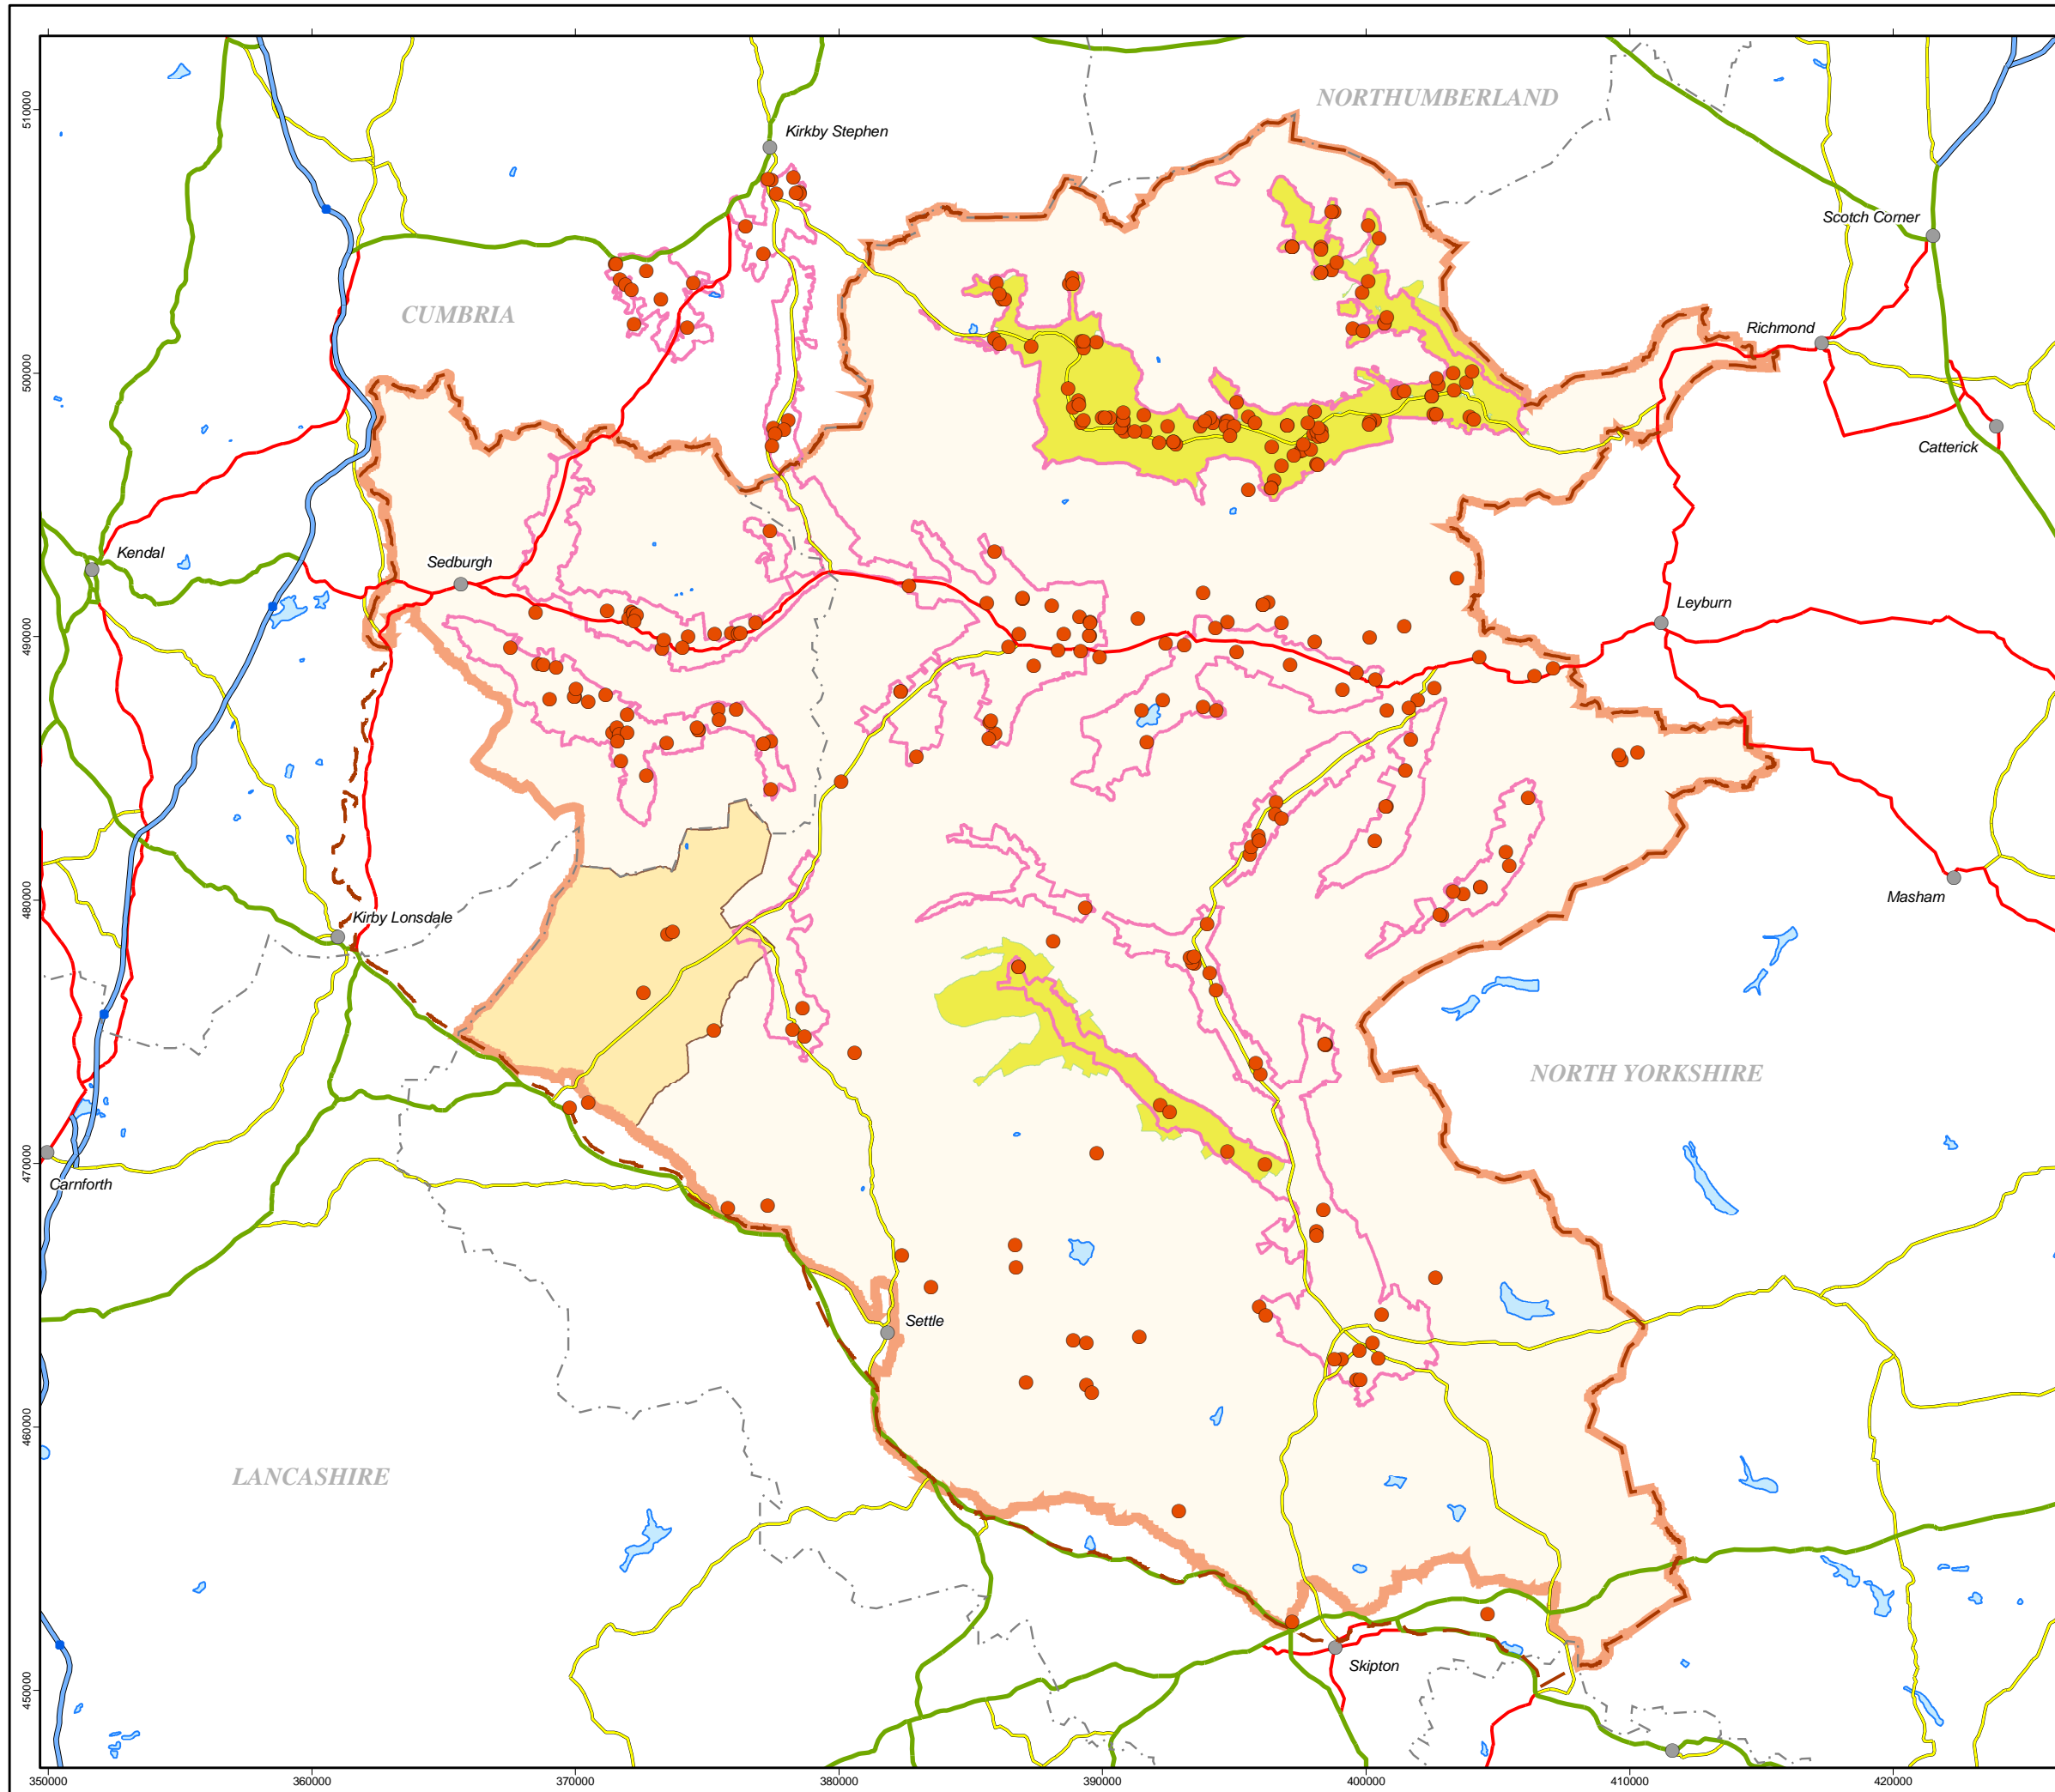 NORTHUMBERLAND
510000
Kirkby Stephen
Scotch Corner
CUMBRIA
Richmond
500000
Catterick
Kendal
Sedburgh
Leyburn
490000
480000
Masham
Kirby Lonsdale
NORTH YORKSHIRE
470000
Carnforth
Settle
460000
LANCASHIRE
Skipton
450000
350000 360000 370000 380000 390000 400000 410000 420000